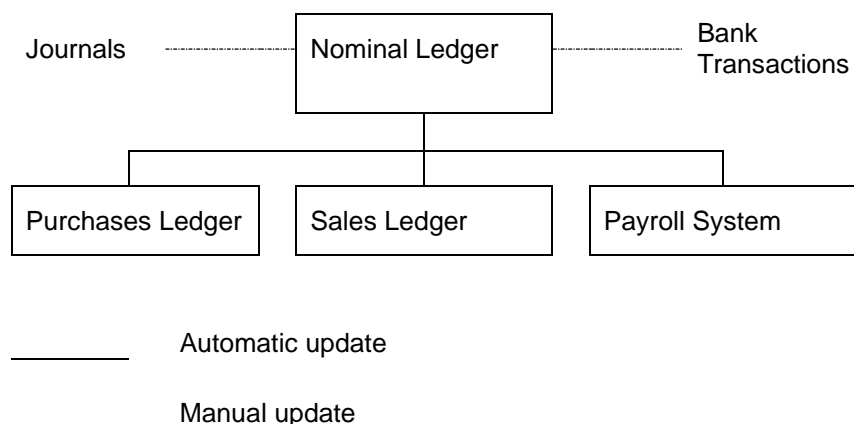 Journals
Nominal Ledger
Bank
Transactions
Purchases Ledger
Sales Ledger
Payroll System
Automatic update
Manual update